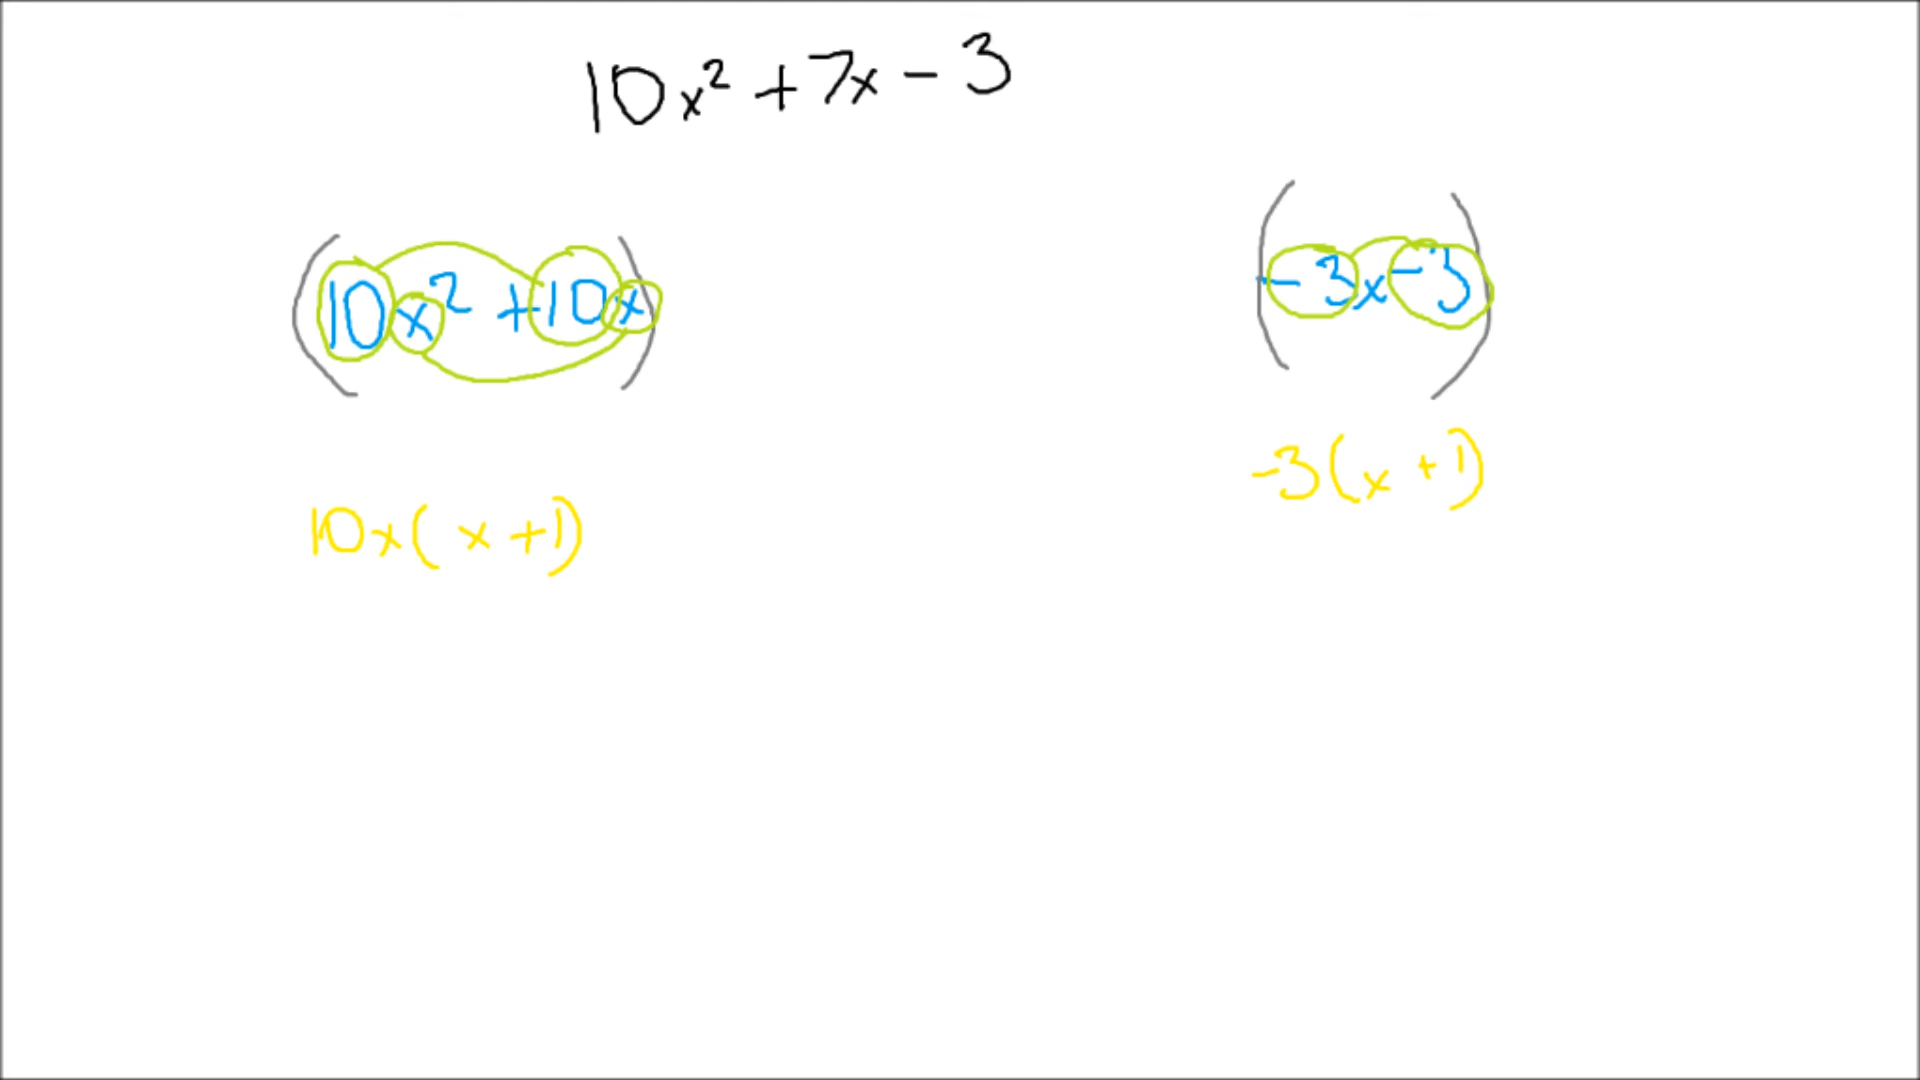 10x² + 7x - 3
(10x² + 10x) (-3x - 3)
-3(x + 1)
10x(x + 1)